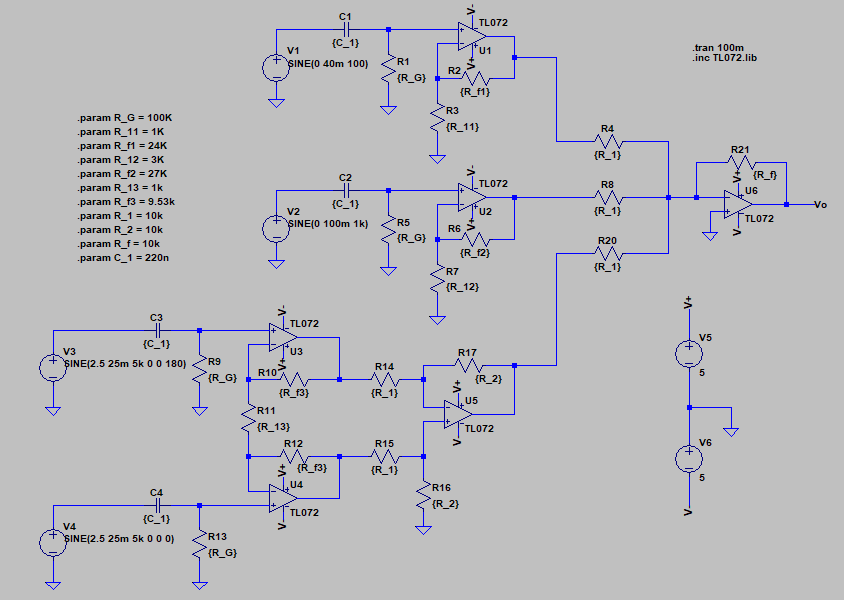 V-
C1
TL072
{C_1}
V1
SINE(0 40m 100)
R1
{R_G}
U1
V+
R2
{R_f1}
R3
{R_11}
.tran 100m
.inc TL072.lib
.param R_G = 100K
.param R_11 = 1K
.param R_f1 = 24K
.param R_12 = 3K
.param R_f2 = 27K
.param R_13 = 1k
.param R_f3 = 9.53k
.param R_1 = 10k
.param R_2 = 10k
.param R_f = 10k
.param C_1 = 220n
R4
{R_1}
V-
C2
TL072
{C_1}
V2
SINE(0 100m 1k)
R5
{R_G}
U2
V+
R6
{R_f2}
R7
{R_12}
R8
{R_1}
R21
{R_f}
V+
U6
TL072
V-
Vo
R20
{R_1}
V-
C3
TL072
{C_1}
V3
SINE(2.5 25m 5k 0 0 180)
R9
{R_G}
U3
V+
R10
{R_f3}
R14
{R_1}
R17
{R_2}
V+
U5
TL072
V-
R11
{R_13}
R12
{R_f3}
R15
{R_1}
V+
U4
TL072
V-
C4
{C_1}
V4
SINE(2.5 25m 5k 0 0 0)
R13
{R_G}
R16
{R_2}
V+
V5
5
V6
5
V-